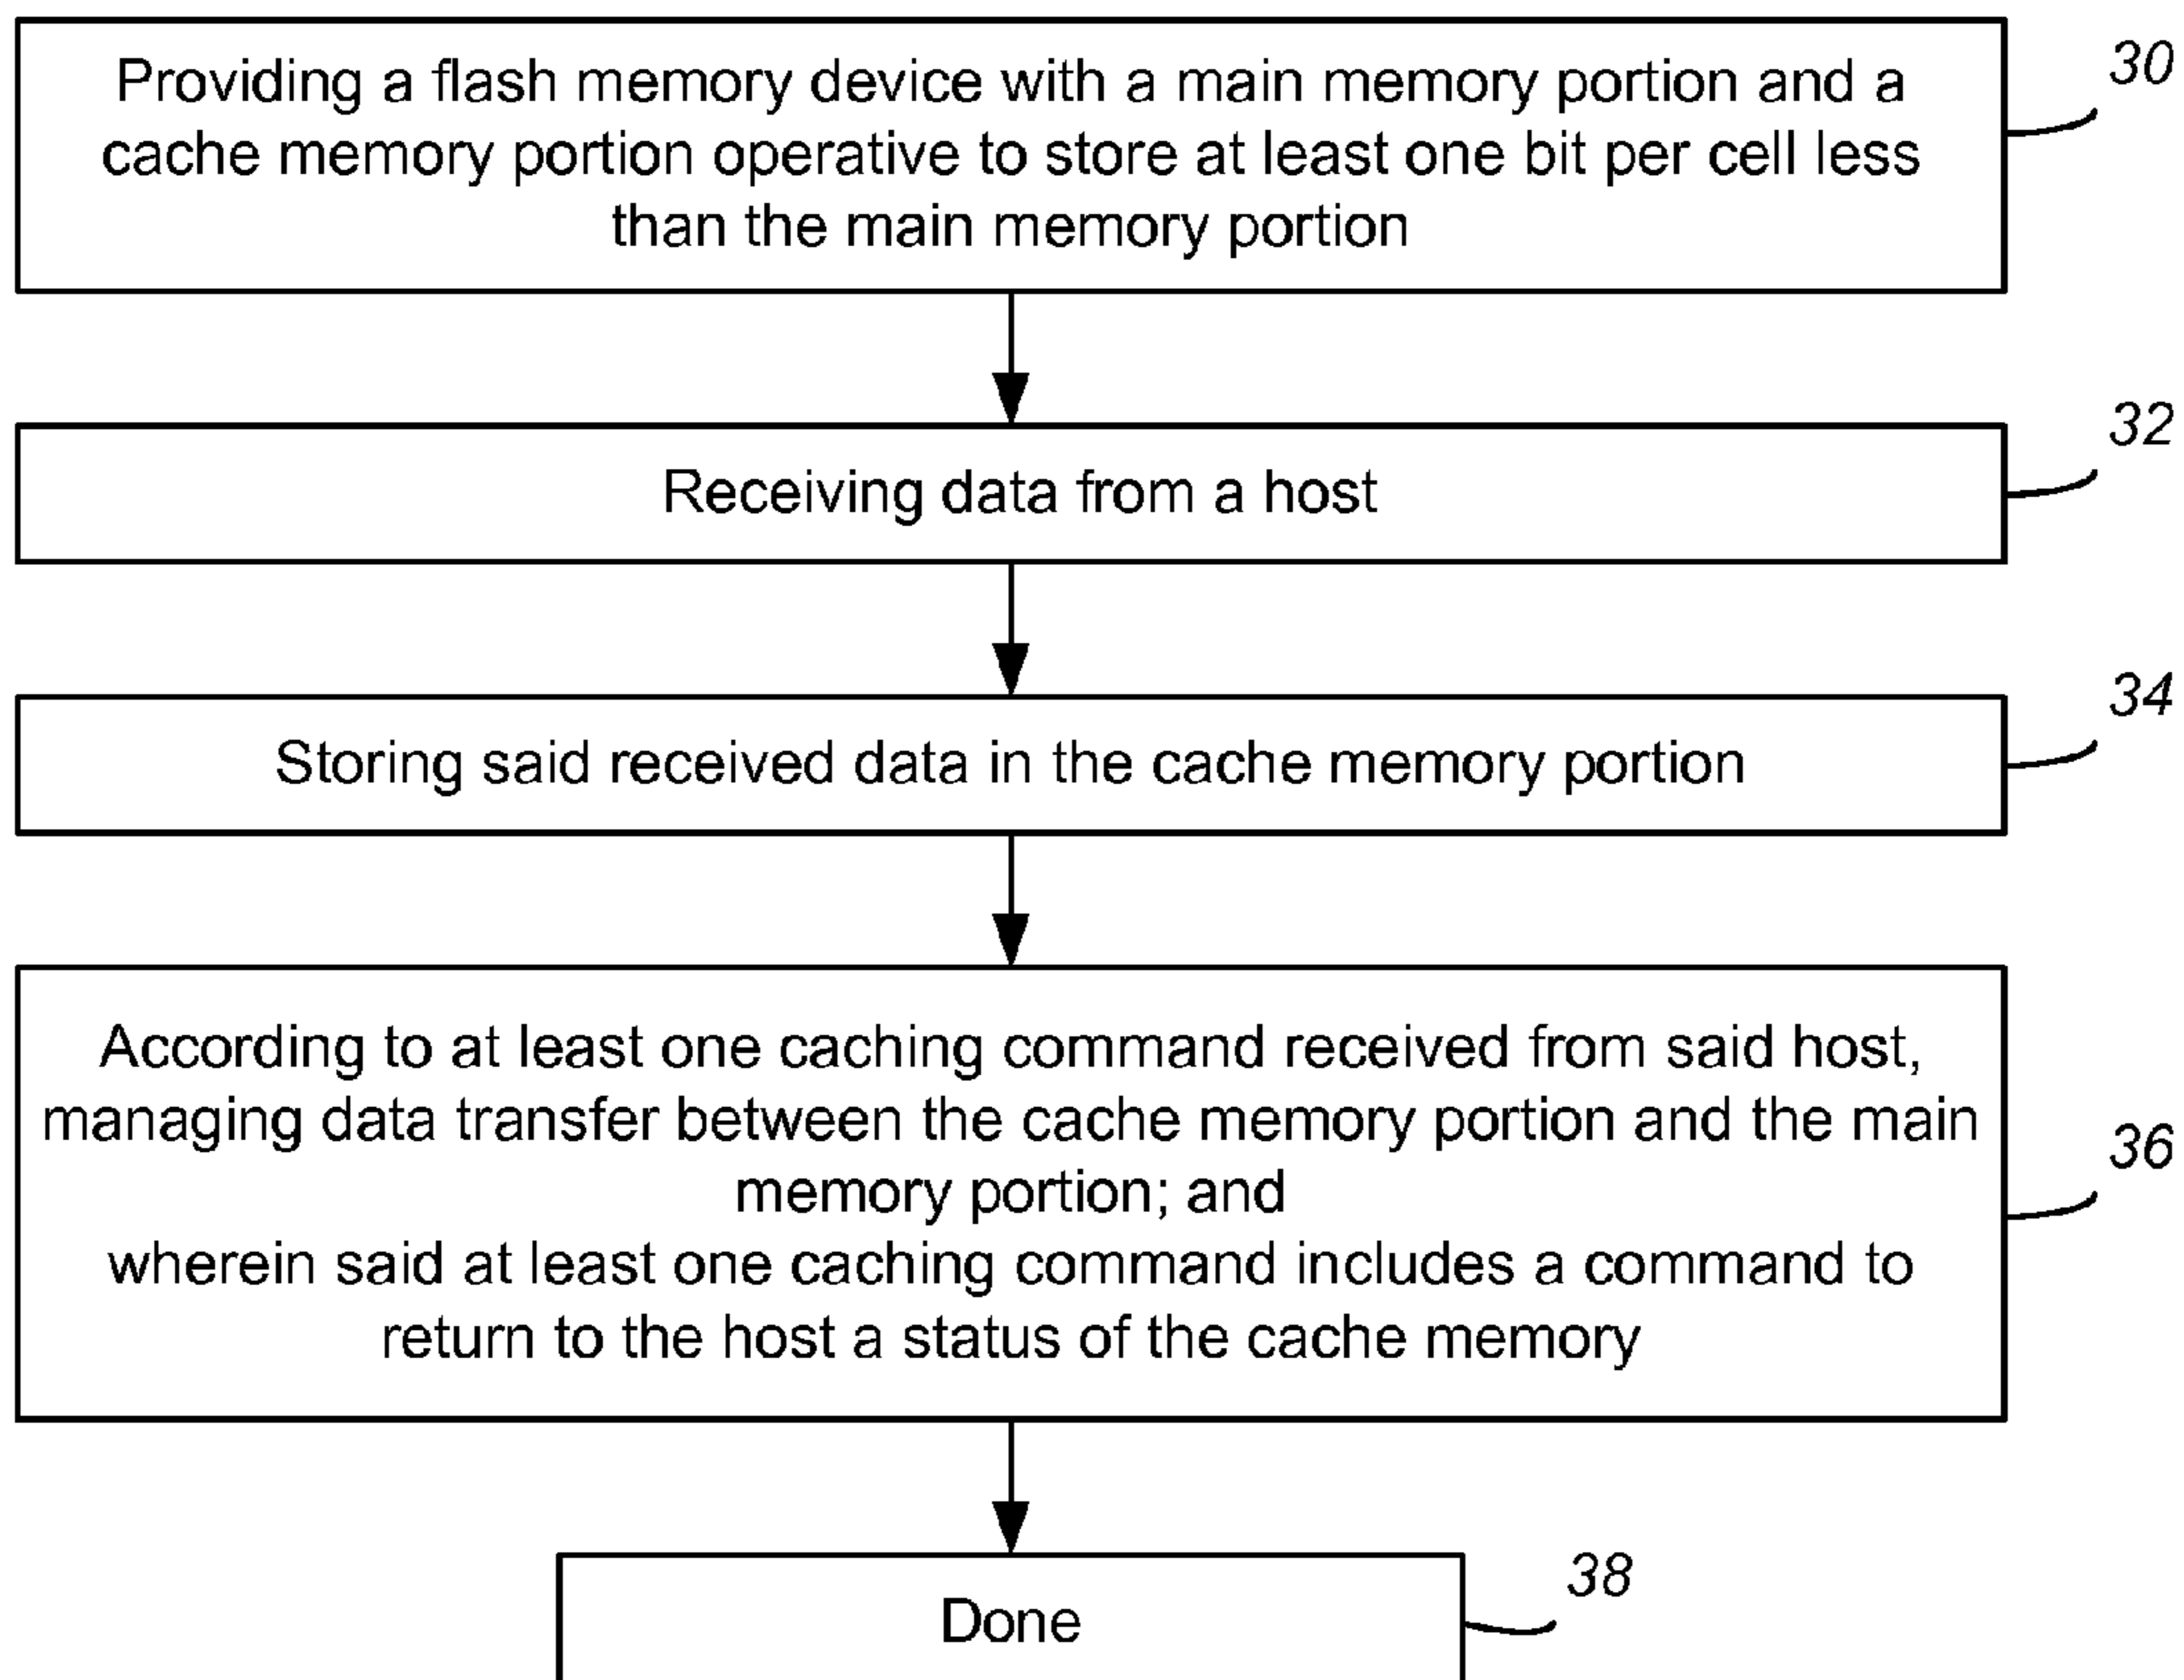 Providing a flash memory device with a main memory portion and a
cache memory portion operative to store at least one bit per cell less
than the main memory portion
30
Receiving data from a host
32
Storing said received data in the cache memory portion
34
According to at least one caching command received from said host,
managing data transfer between the cache memory portion and the main
memory portion; and
wherein said at least one caching command includes a command to
return to the host a status of the cache memory
36
Done
38